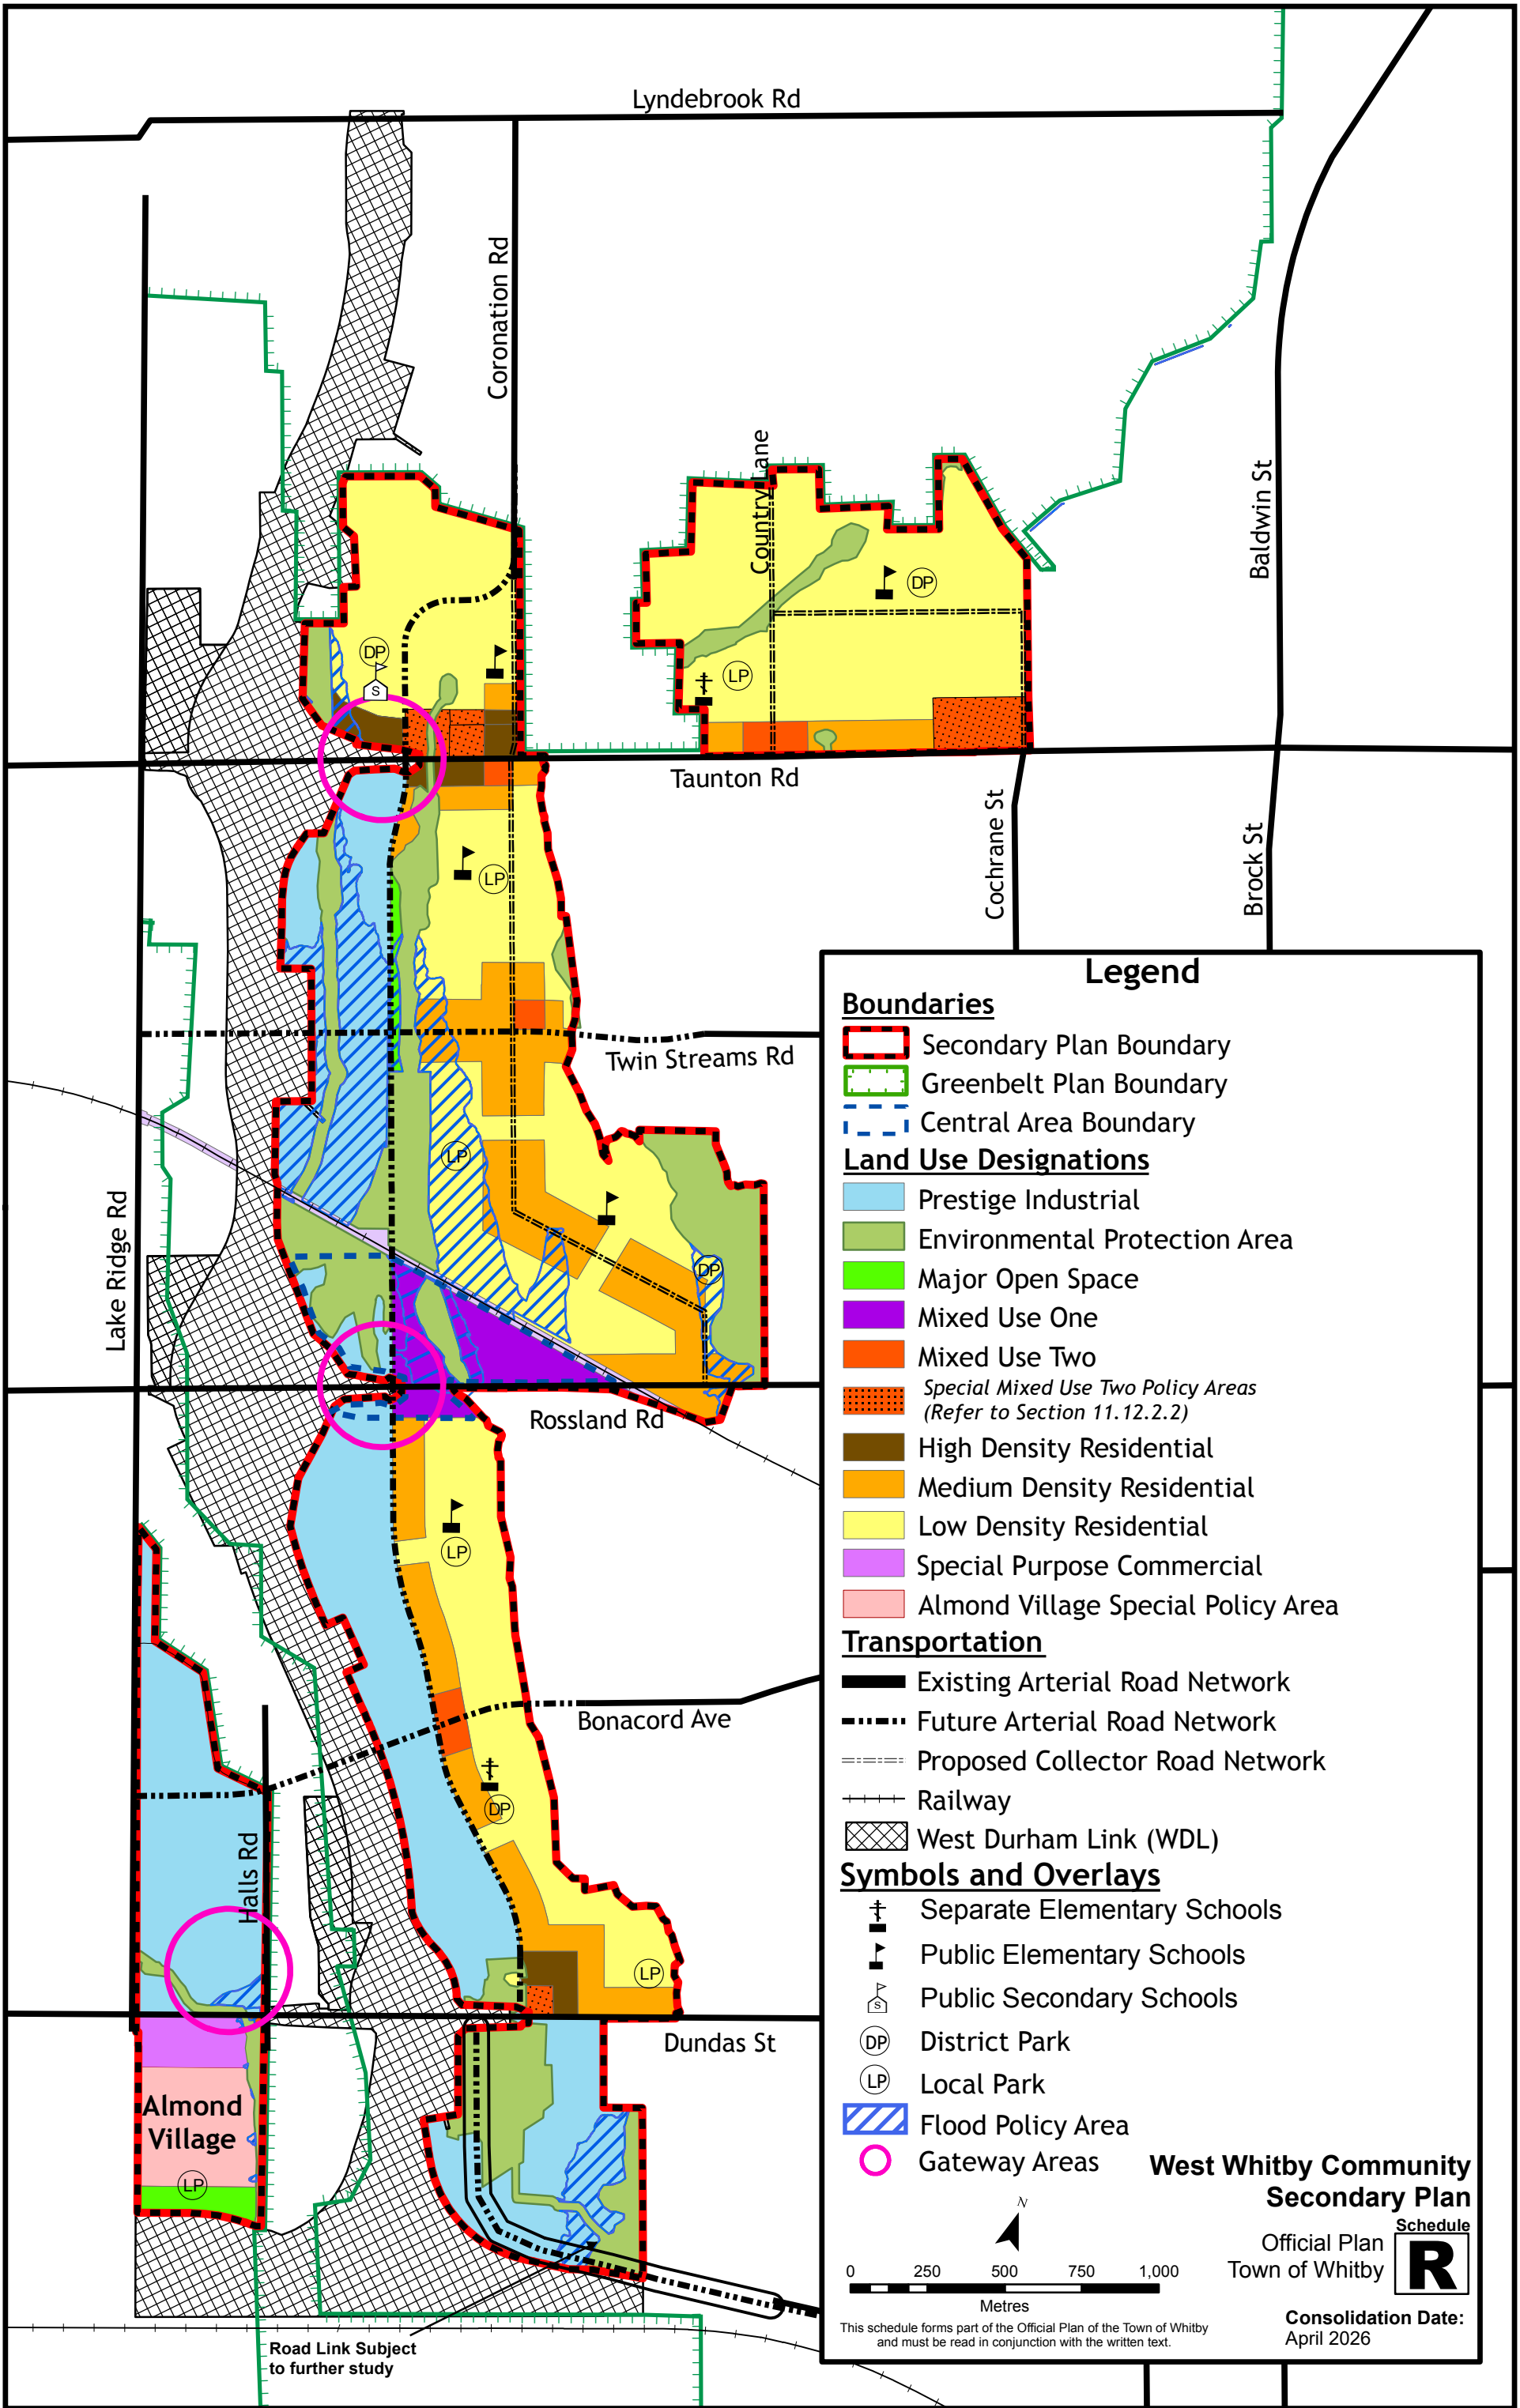 Lyndebrook Rd
Coronation Rd
Country Lane
Baldwin St
DP
DP
LP
DP
S
Taunton Rd
Cochrane St
Brock St
LP
Twin Streams Rd
LP
Lake Ridge Rd
DP
Rossland Rd
LP
Bonacord Ave
DP
Halls Rd
LP
Dundas St
Almond
Village
LP
Road Link Subject
to further study
Legend
Boundaries
Secondary Plan Boundary
Greenbelt Plan Boundary
Central Area Boundary
Land Use Designations
Prestige Industrial
Environmental Protection Area
Major Open Space
Mixed Use One
Mixed Use Two
Special Mixed Use Two Policy Areas
(Refer to Section 11.12.2.2)
High Density Residential
Medium Density Residential
Low Density Residential
Special Purpose Commercial
Almond Village Special Policy Area
Transportation
Existing Arterial Road Network
Future Arterial Road Network
Proposed Collector Road Network
Railway
West Durham Link (WDL)
Symbols and Overlays
Separate Elementary Schools
Public Elementary Schools
S Public Secondary Schools
DP District Park
LP Local Park
Flood Policy Area
Gateway Areas
West Whitby Community
Secondary Plan
Official Plan
Town of Whitby
Schedule
R
Consolidation Date:
April 2026
N
0 250 500 750 1,000
Metres
This schedule forms part of the Official Plan of the Town of Whitby
and must be read in conjunction with the written text.